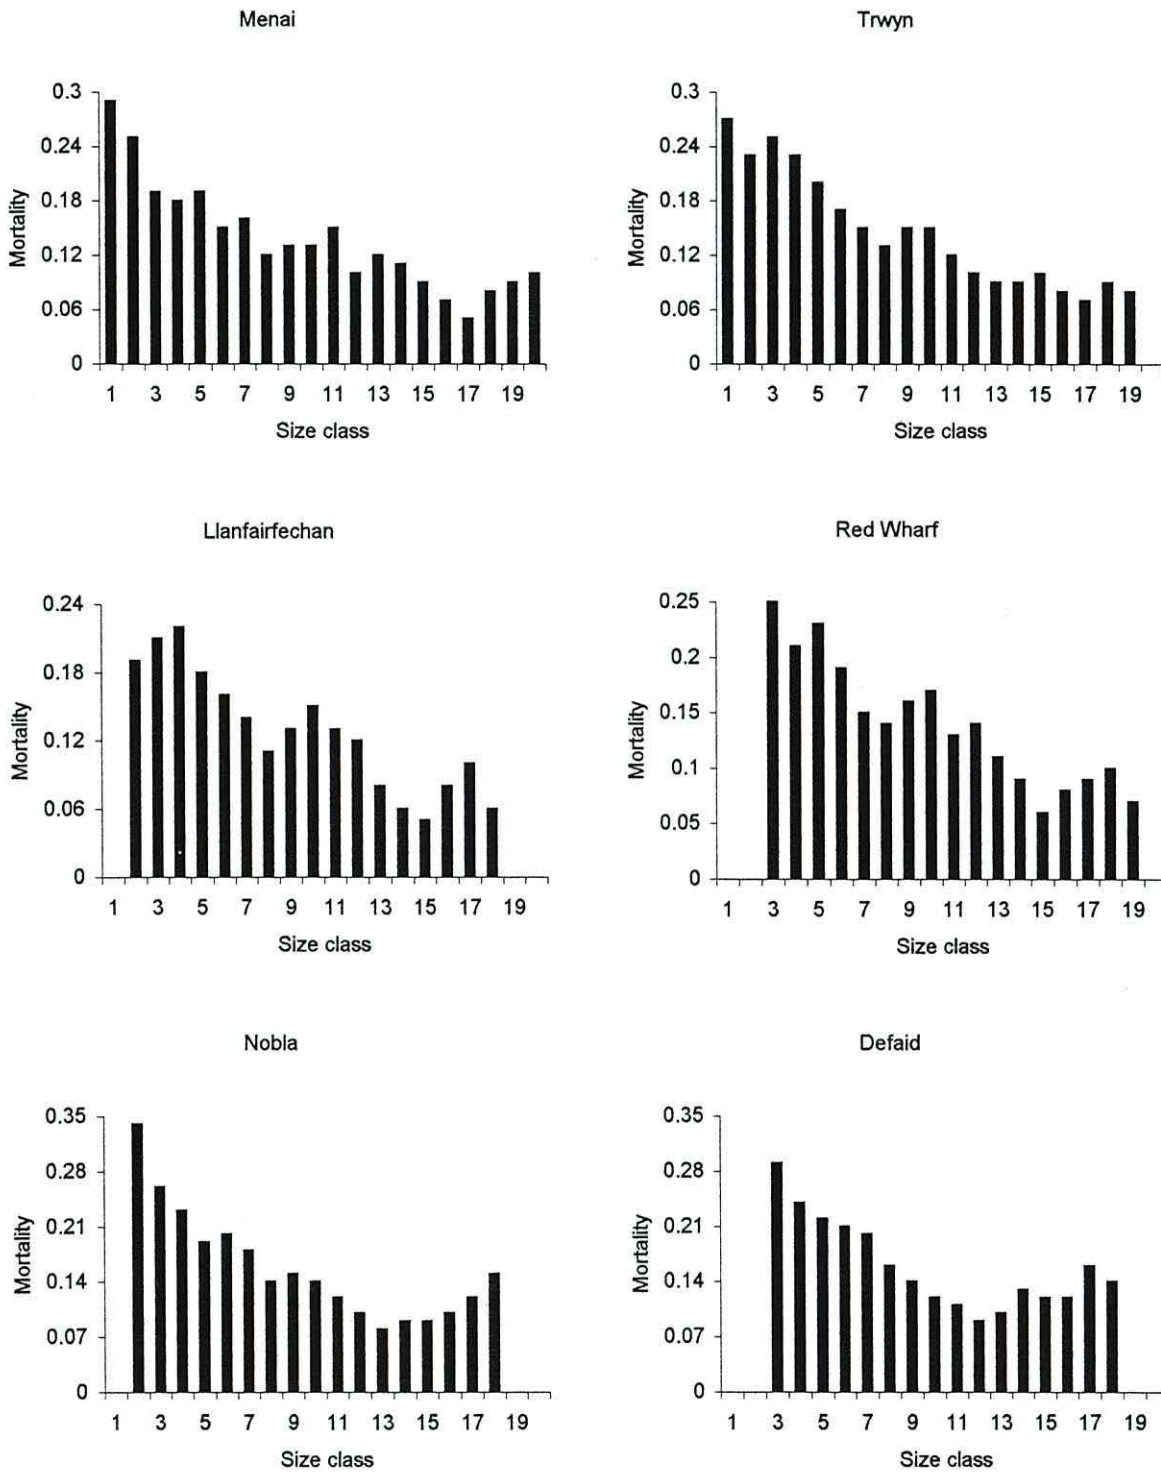 Menai
0.3
0.24
0.18
0.12
0.06
0
Mortality
1 3 5 7 9 11 13 15 17 19
Size class
Trwyn
0.3
0.24
0.18
0.12
0.06
0
Mortality
1 3 5 7 9 11 13 15 17 19
Size class
Llanfairfechan
0.24
0.18
0.12
0.06
0
Mortality
1 3 5 7 9 11 13 15 17 19
Size class
Red Wharf
0.25
0.2
0.15
0.1
0.05
0
Mortality
1 3 5 7 9 11 13 15 17 19
Size class
Nobla
0.35
0.28
0.21
0.14
0.07
0
Mortality
1 3 5 7 9 11 13 15 17 19
Size class
Defaid
0.35
0.28
0.21
0.14
0.07
0
Mortality
1 3 5 7 9 11 13 15 17 19
Size class